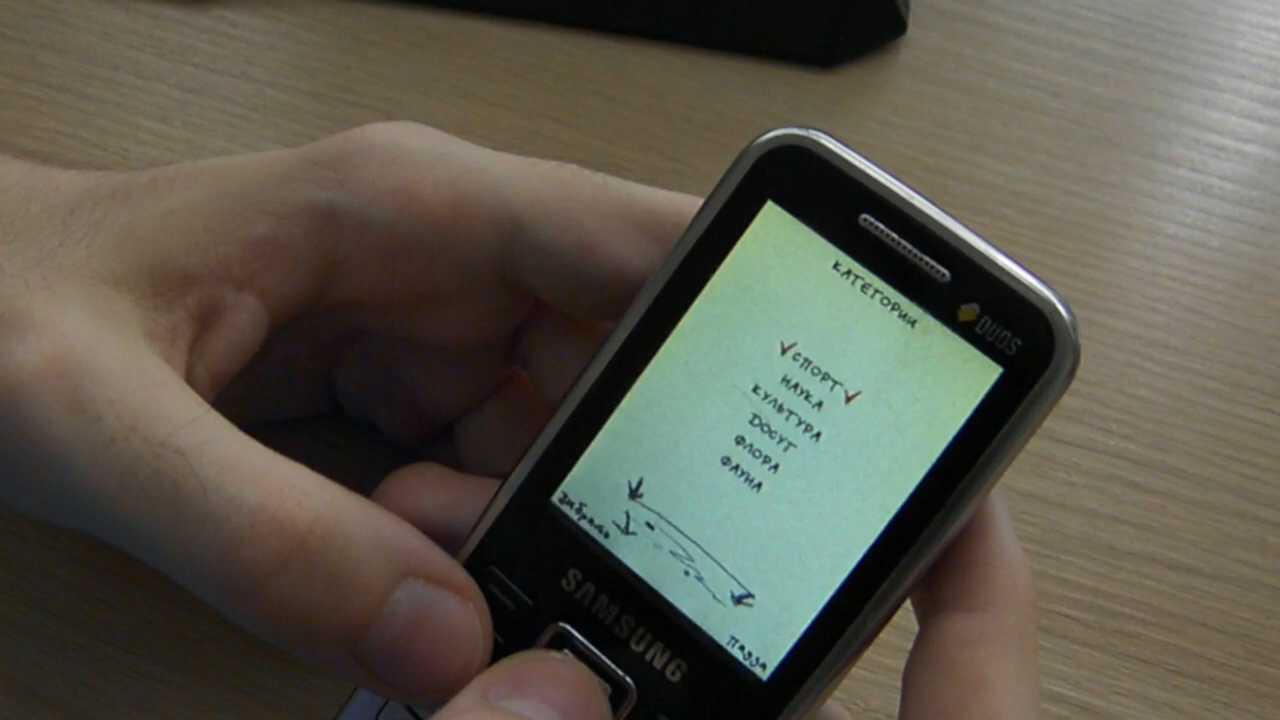 DUOS
КАТЕГОРИИ
СПОРТ
НАУКА
КУЛЬТУРА
ДОСУГ
ФЛОРА
ФАУНА
Выбрать
Пауза
SAMSUNG